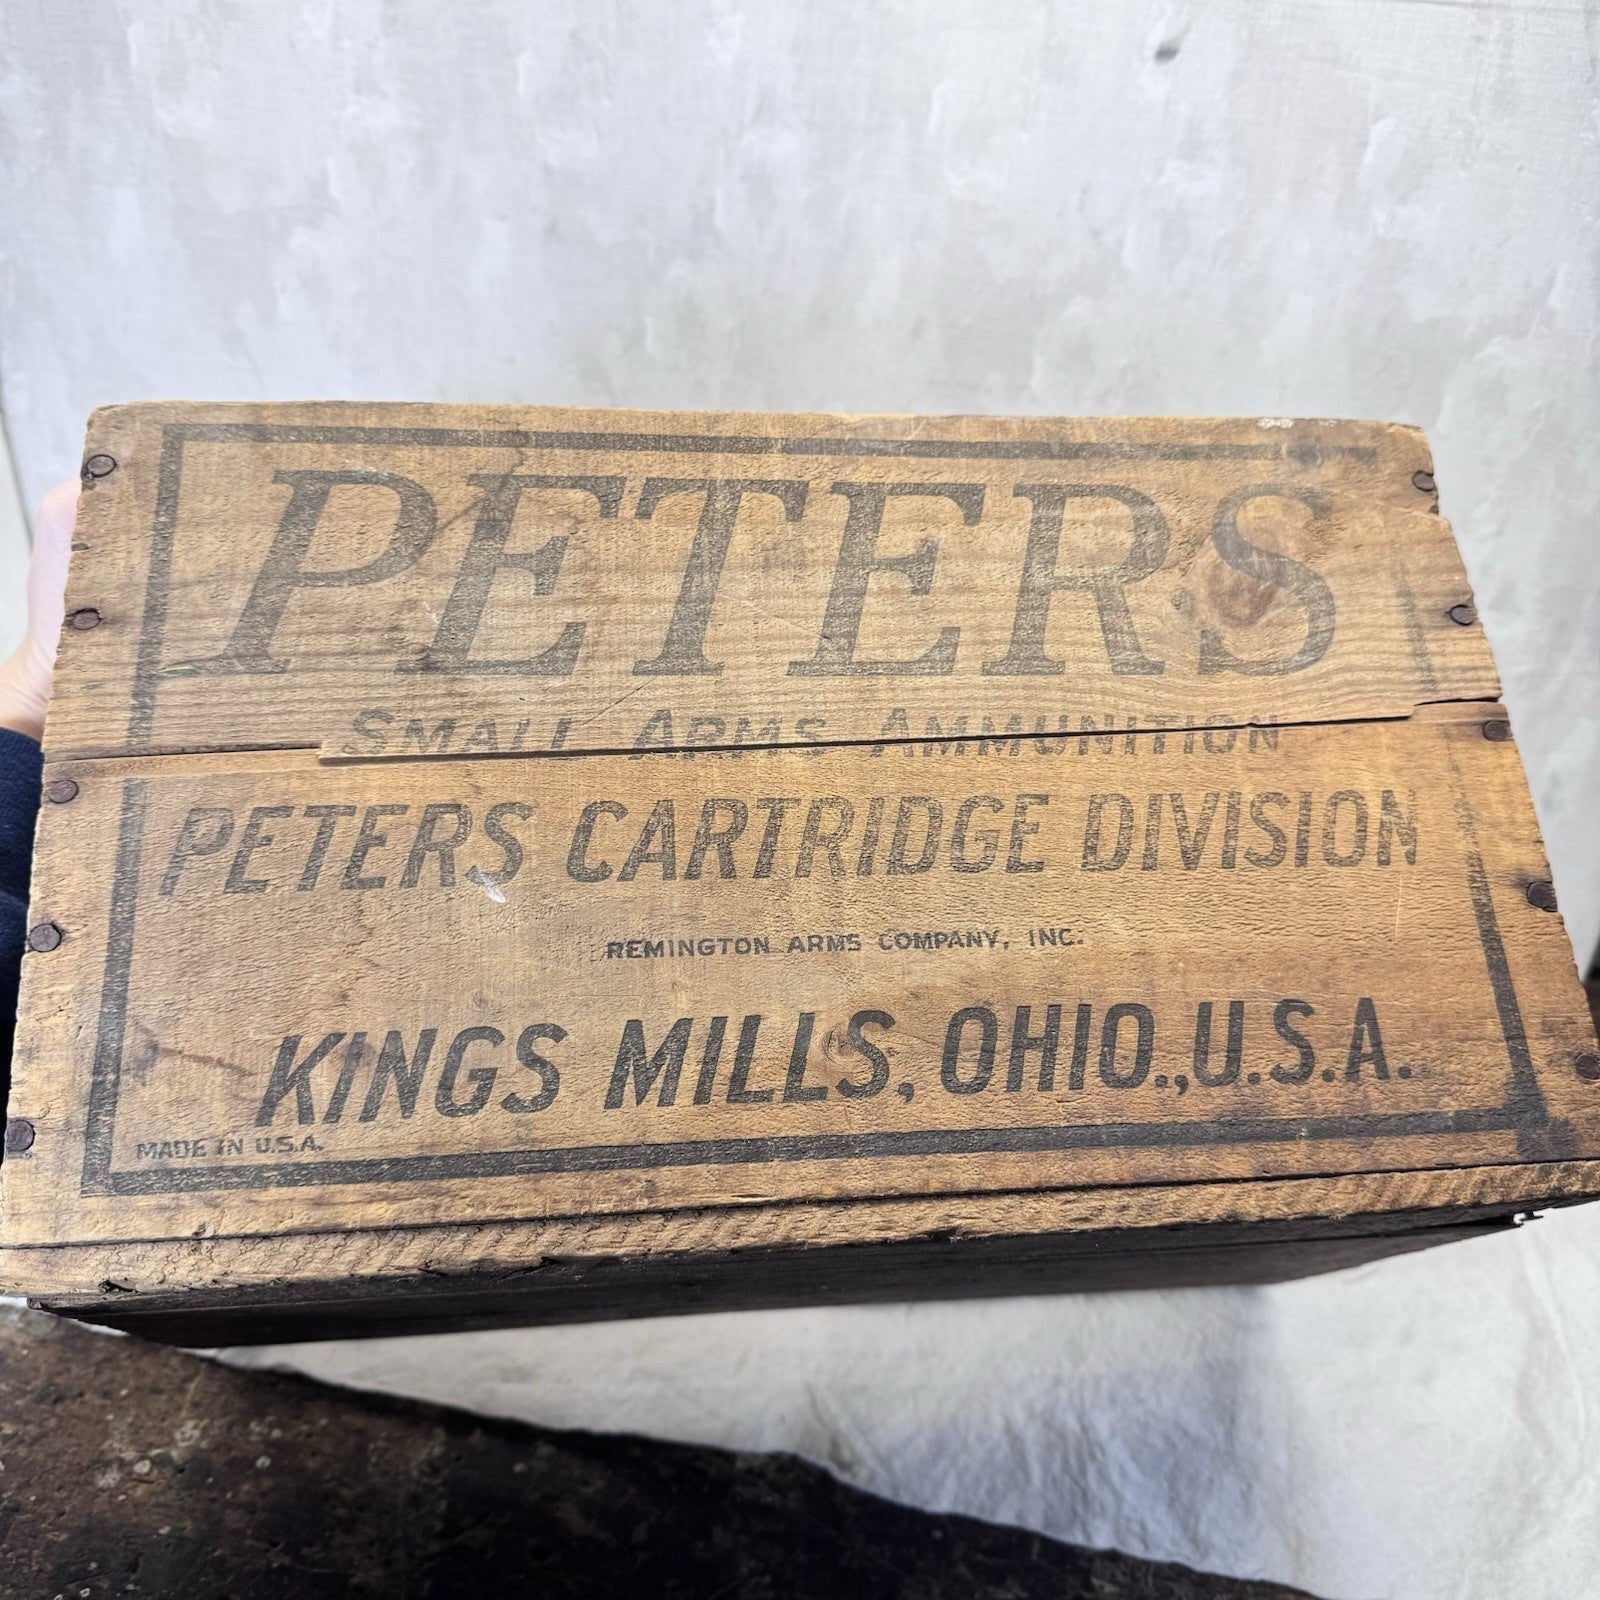 PETERS
SMALL ARMS AMMUNITION
PETERS CARTRIDGE DIVISION
REMINGTON ARMS COMPANY, INC.
KINGS MILLS, OHIO., U.S.A.
MADE IN U.S.A.